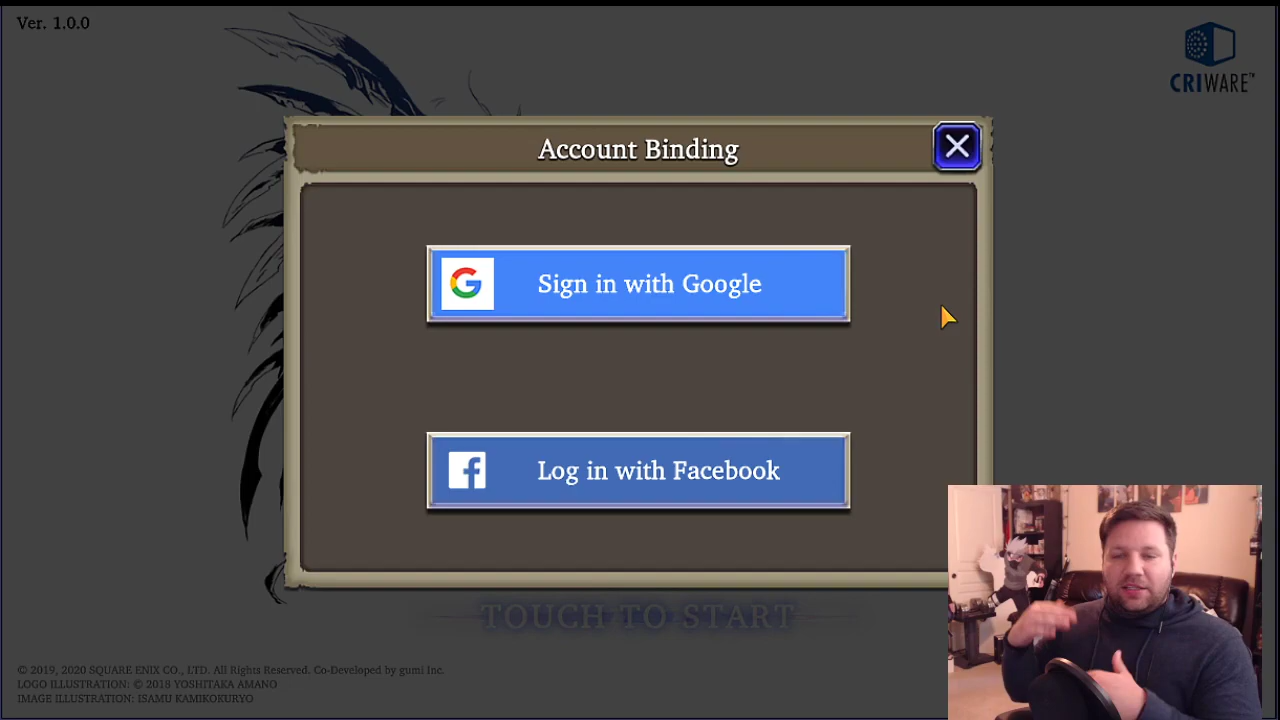 Ver. 1.0.0
CRIWARE™
Account Binding
Sign in with Google
Log in with Facebook
TOUCH TO START
© 2019, 2020 SQUARE ENIX CO., LTD. All Rights Reserved. Co-Developed by gumi Inc.
LOGO ILLUSTRATION: © 2018 YOSHITAKA AMANO
IMAGE ILLUSTRATION: ISAMU KAMIKOKURYO